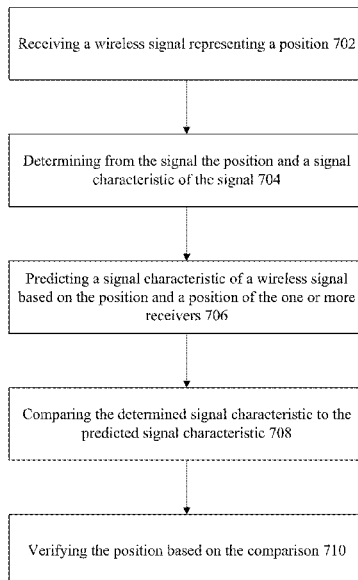 Receiving a wireless signal representing a position 702
Determining from the signal the position and a signal
characteristic of the signal 704
Predicting a signal characteristic of a wireless signal
based on the position and a position of the one or more
receivers 706
Comparing the determined signal characteristic to the
predicted signal characteristic 708
Verifying the position based on the comparison 710